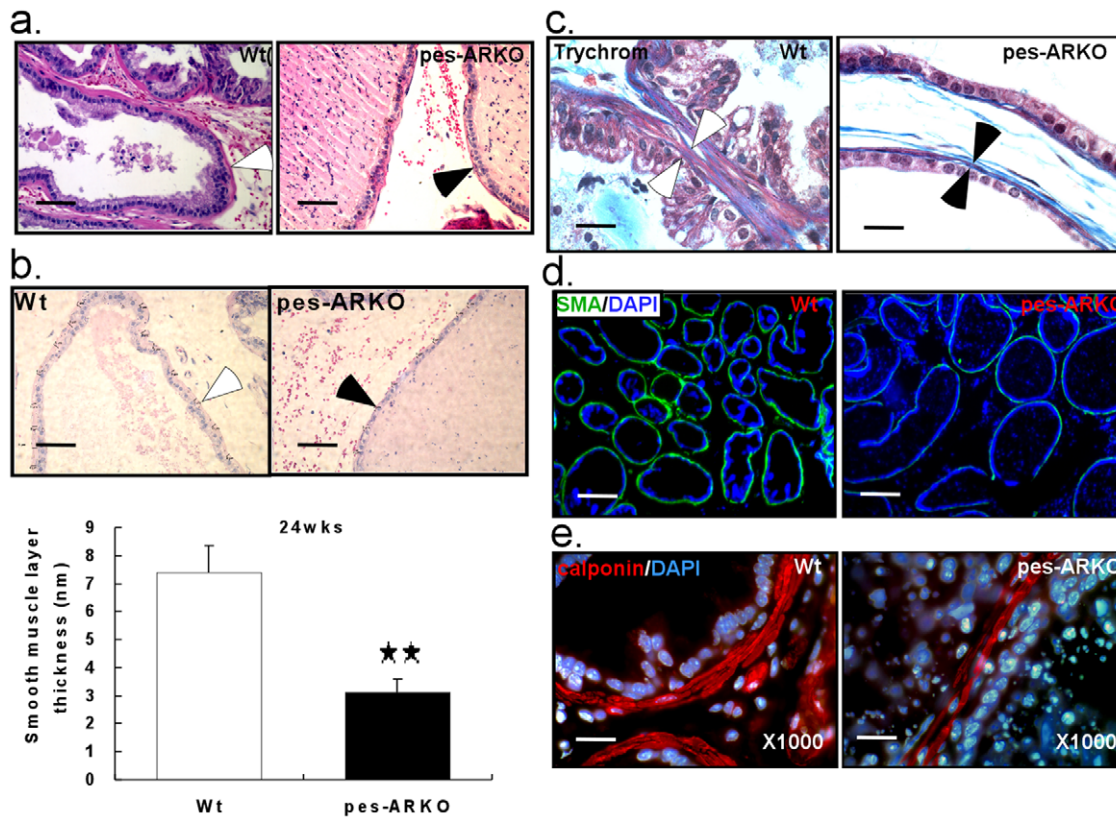 a.
Wt(
pes-ARKO
b.
Wt
pes-ARKO
24wks
Smooth muscle layer
thickness (nm)
9
8
7
6
5
4
3
2
1
0
Wt
pes-ARKO
c.
Trychrom
Wt
pes-ARKO
d.
SMA/DAPI
Wt
pes-ARKO
e.
calponin/DAPI
Wt
X1000
pes-ARKO
X1000